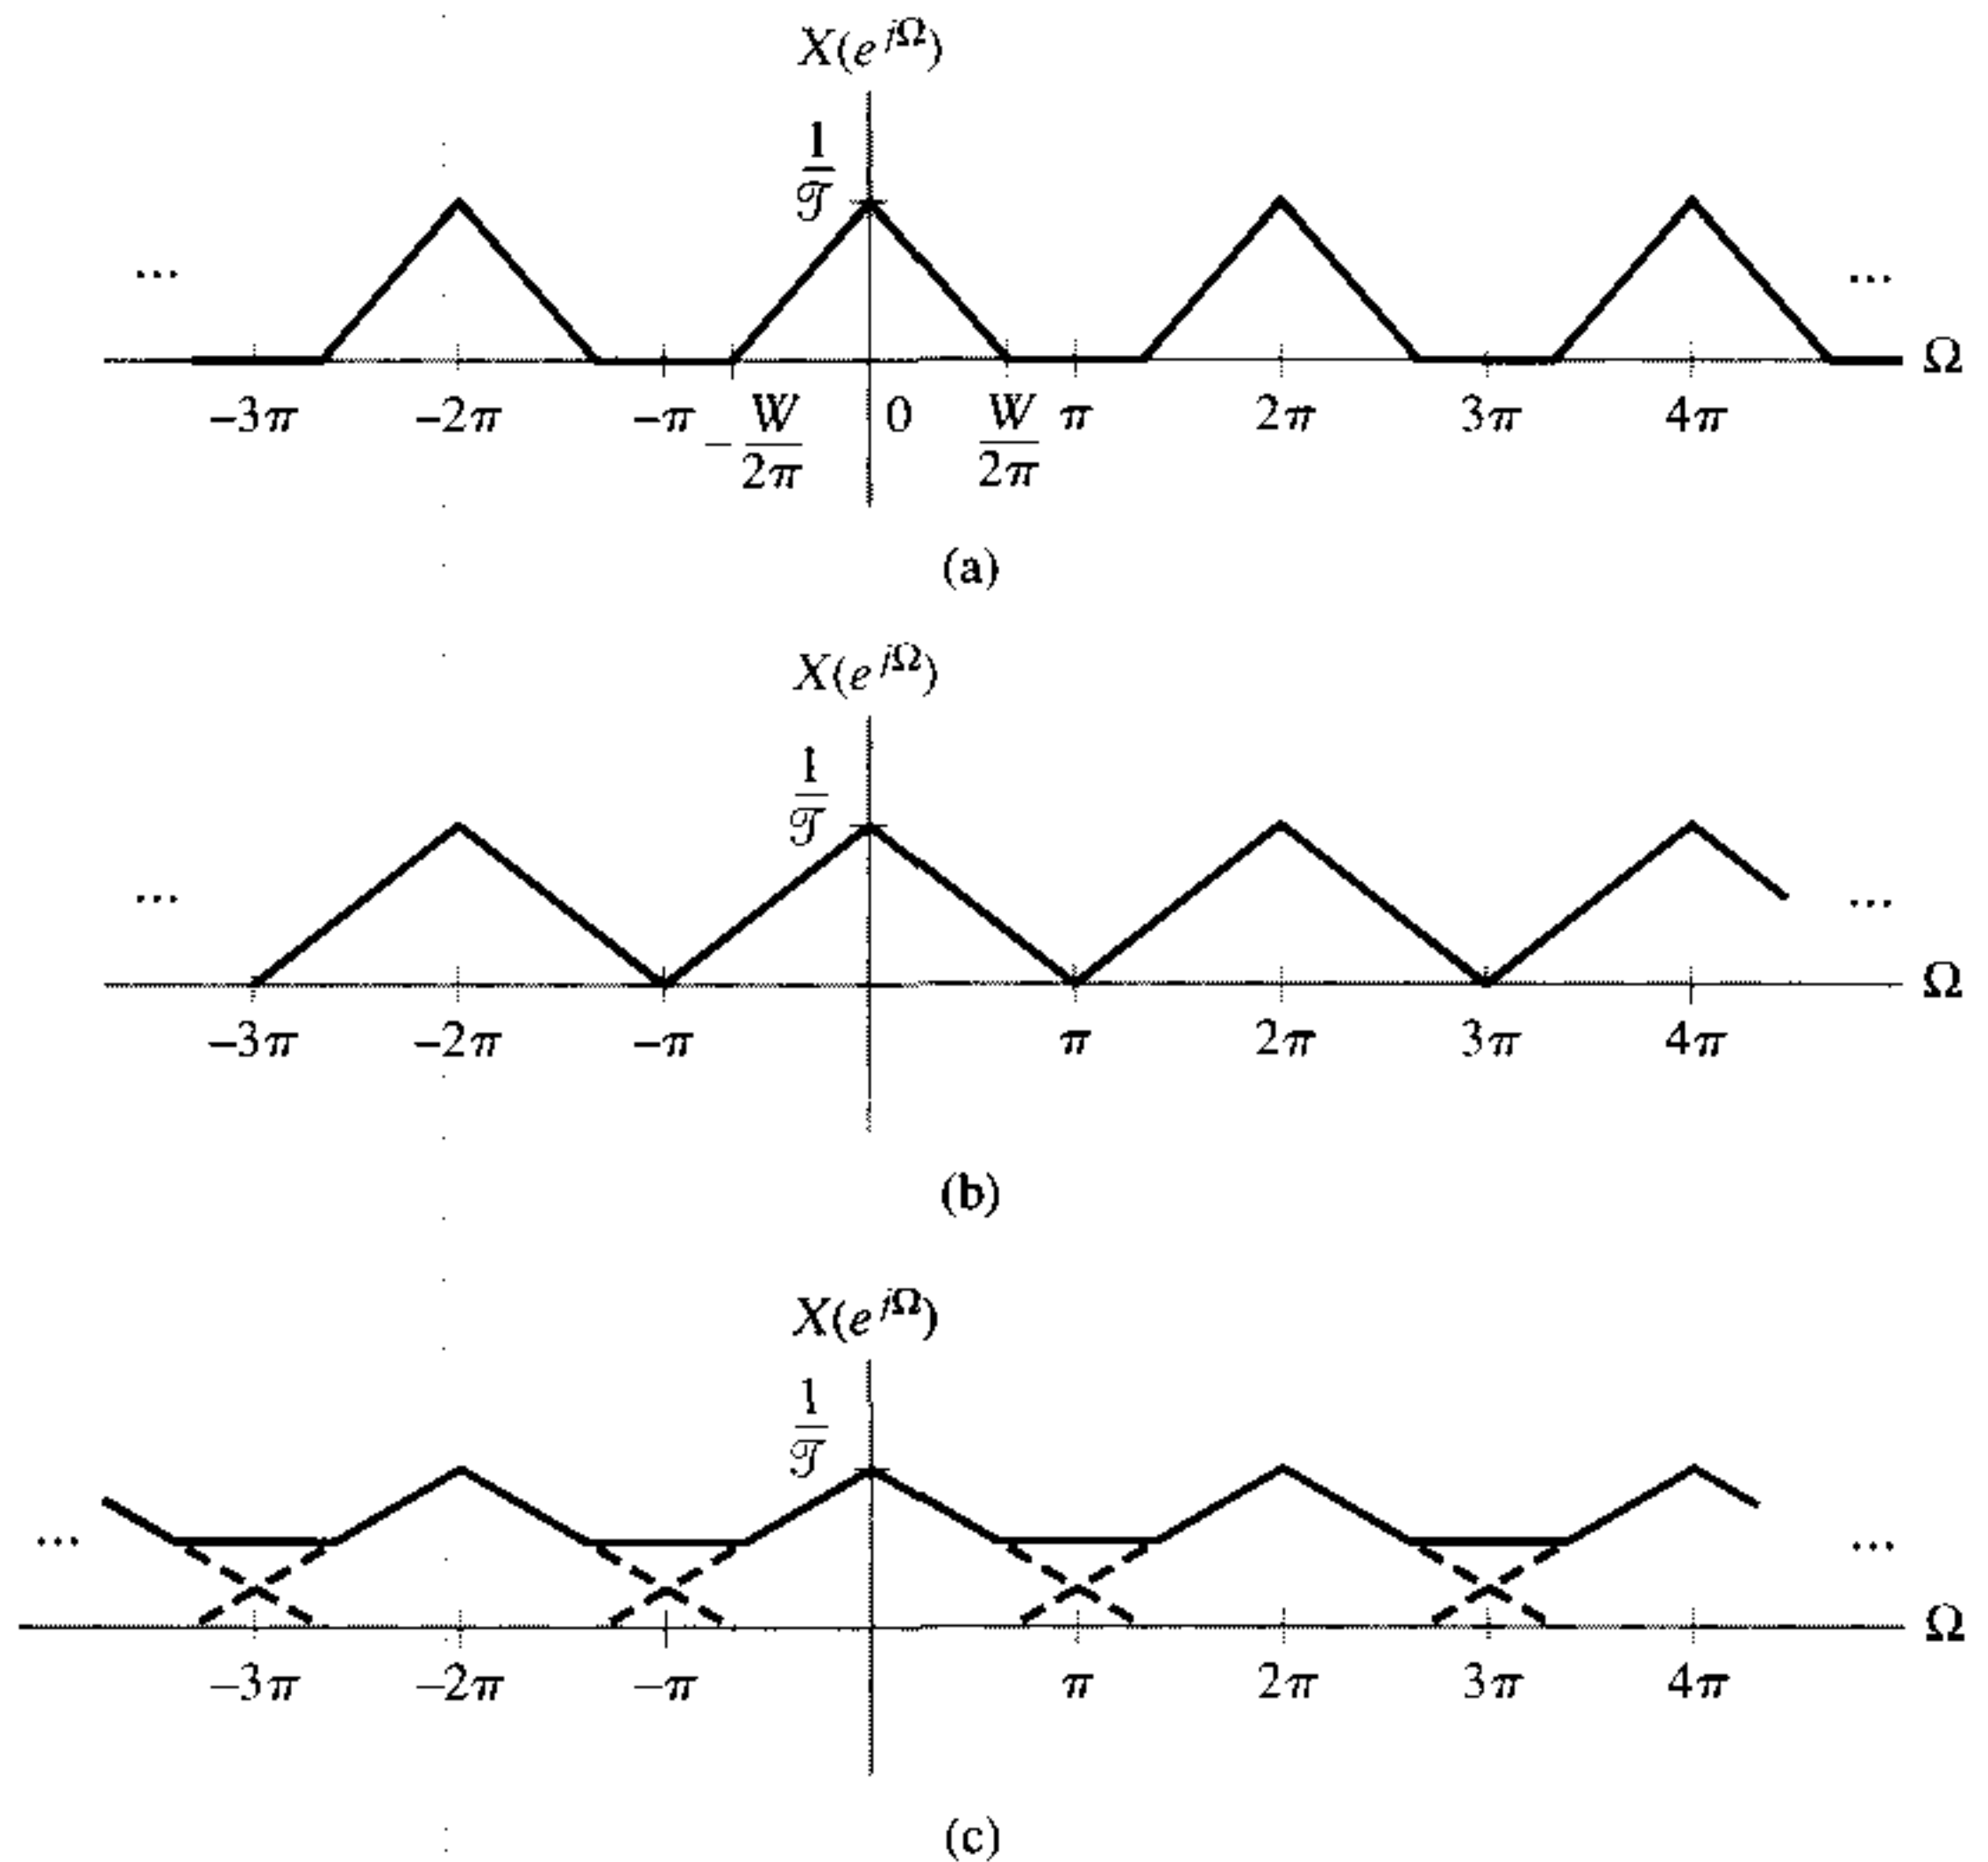 X(e^{jΩ})
1/𝒯
... ...
Ω
−3π −2π −π −W/2π 0 W/2π π 2π 3π 4π
(a)
X(e^{jΩ})
1/𝒯
... ...
Ω
−3π −2π −π π 2π 3π 4π
(b)
X(e^{jΩ})
1/𝒯
... ...
Ω
−3π −2π −π π 2π 3π 4π
(c)